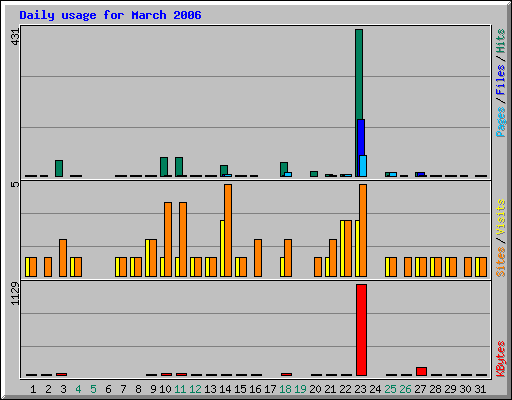 Daily usage for March 2006
431
Pages / Files / Hits
5
Sites / Visits
1129
KBytes
1 2 3 4 5 6 7 8 9 10 11 12 13 14 15 16 17 18 19 20 21 22 23 24 25 26 27 28 29 30 31